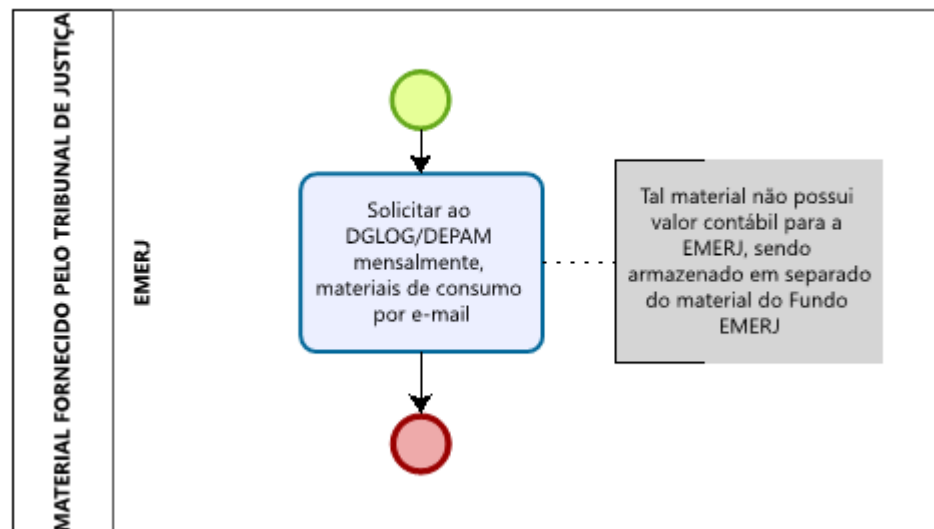 MATERIAL FORNECIDO PELO TRIBUNAL DE JUSTIÇA
EMERJ
Solicitar ao
DGLOG/DEPAM
mensalmente,
materiais de consumo
por e-mail
Tal material não possui
valor contábil para a
EMERJ, sendo
armazenado em separado
do material do Fundo
EMERJ